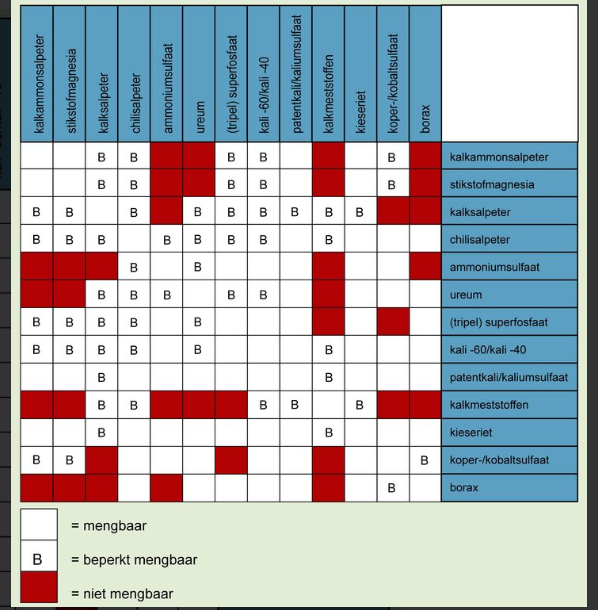 kalkammonsalpeter
stikstofmagnesia
kalksalpeter
chilisalpeter
ammoniumsulfaat
ureum
(tripel) superfosfaat
kali -60/kali -40
patentkali/kaliumsulfaat
kalkmeststoffen
kieseriet
koper-/kobaltsulfaat
borax
B B B B B kalkammonsalpeter
B B B B B stikstofmagnesia
B B B B B B B B B kalksalpeter
B B B B B B B B chilisalpeter
B B ammoniumsulfaat
B B B B B ureum
B B B B B (tripel) superfosfaat
B B B B B B kali -60/kali -40
B B patentkali/kaliumsulfaat
B B B B B kalkmeststoffen
B B kieseriet
B B B koper-/kobaltsulfaat
B borax
= mengbaar
B = beperkt mengbaar
= niet mengbaar